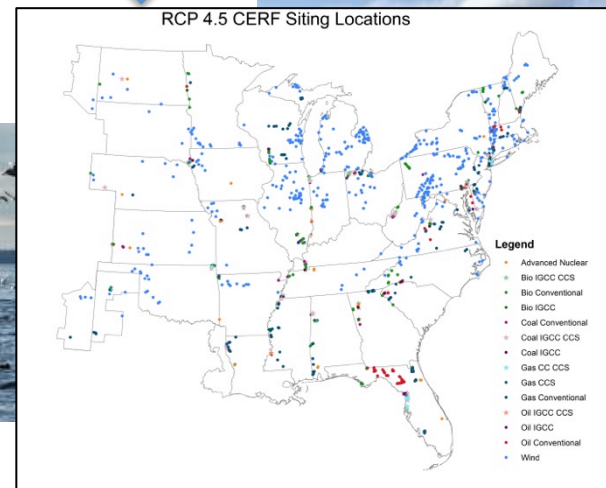 RCP 4.5 CERF Siting Locations
Legend
Advanced Nuclear
Bio IGCC CCS
Bio Conventional
Bio IGCC
Coal Conventional
Coal IGCC CCS
Coal IGCC
Gas CC CCS
Gas CCS
Gas Conventional
Oil IGCC CCS
Oil IGCC
Oil Conventional
Wind